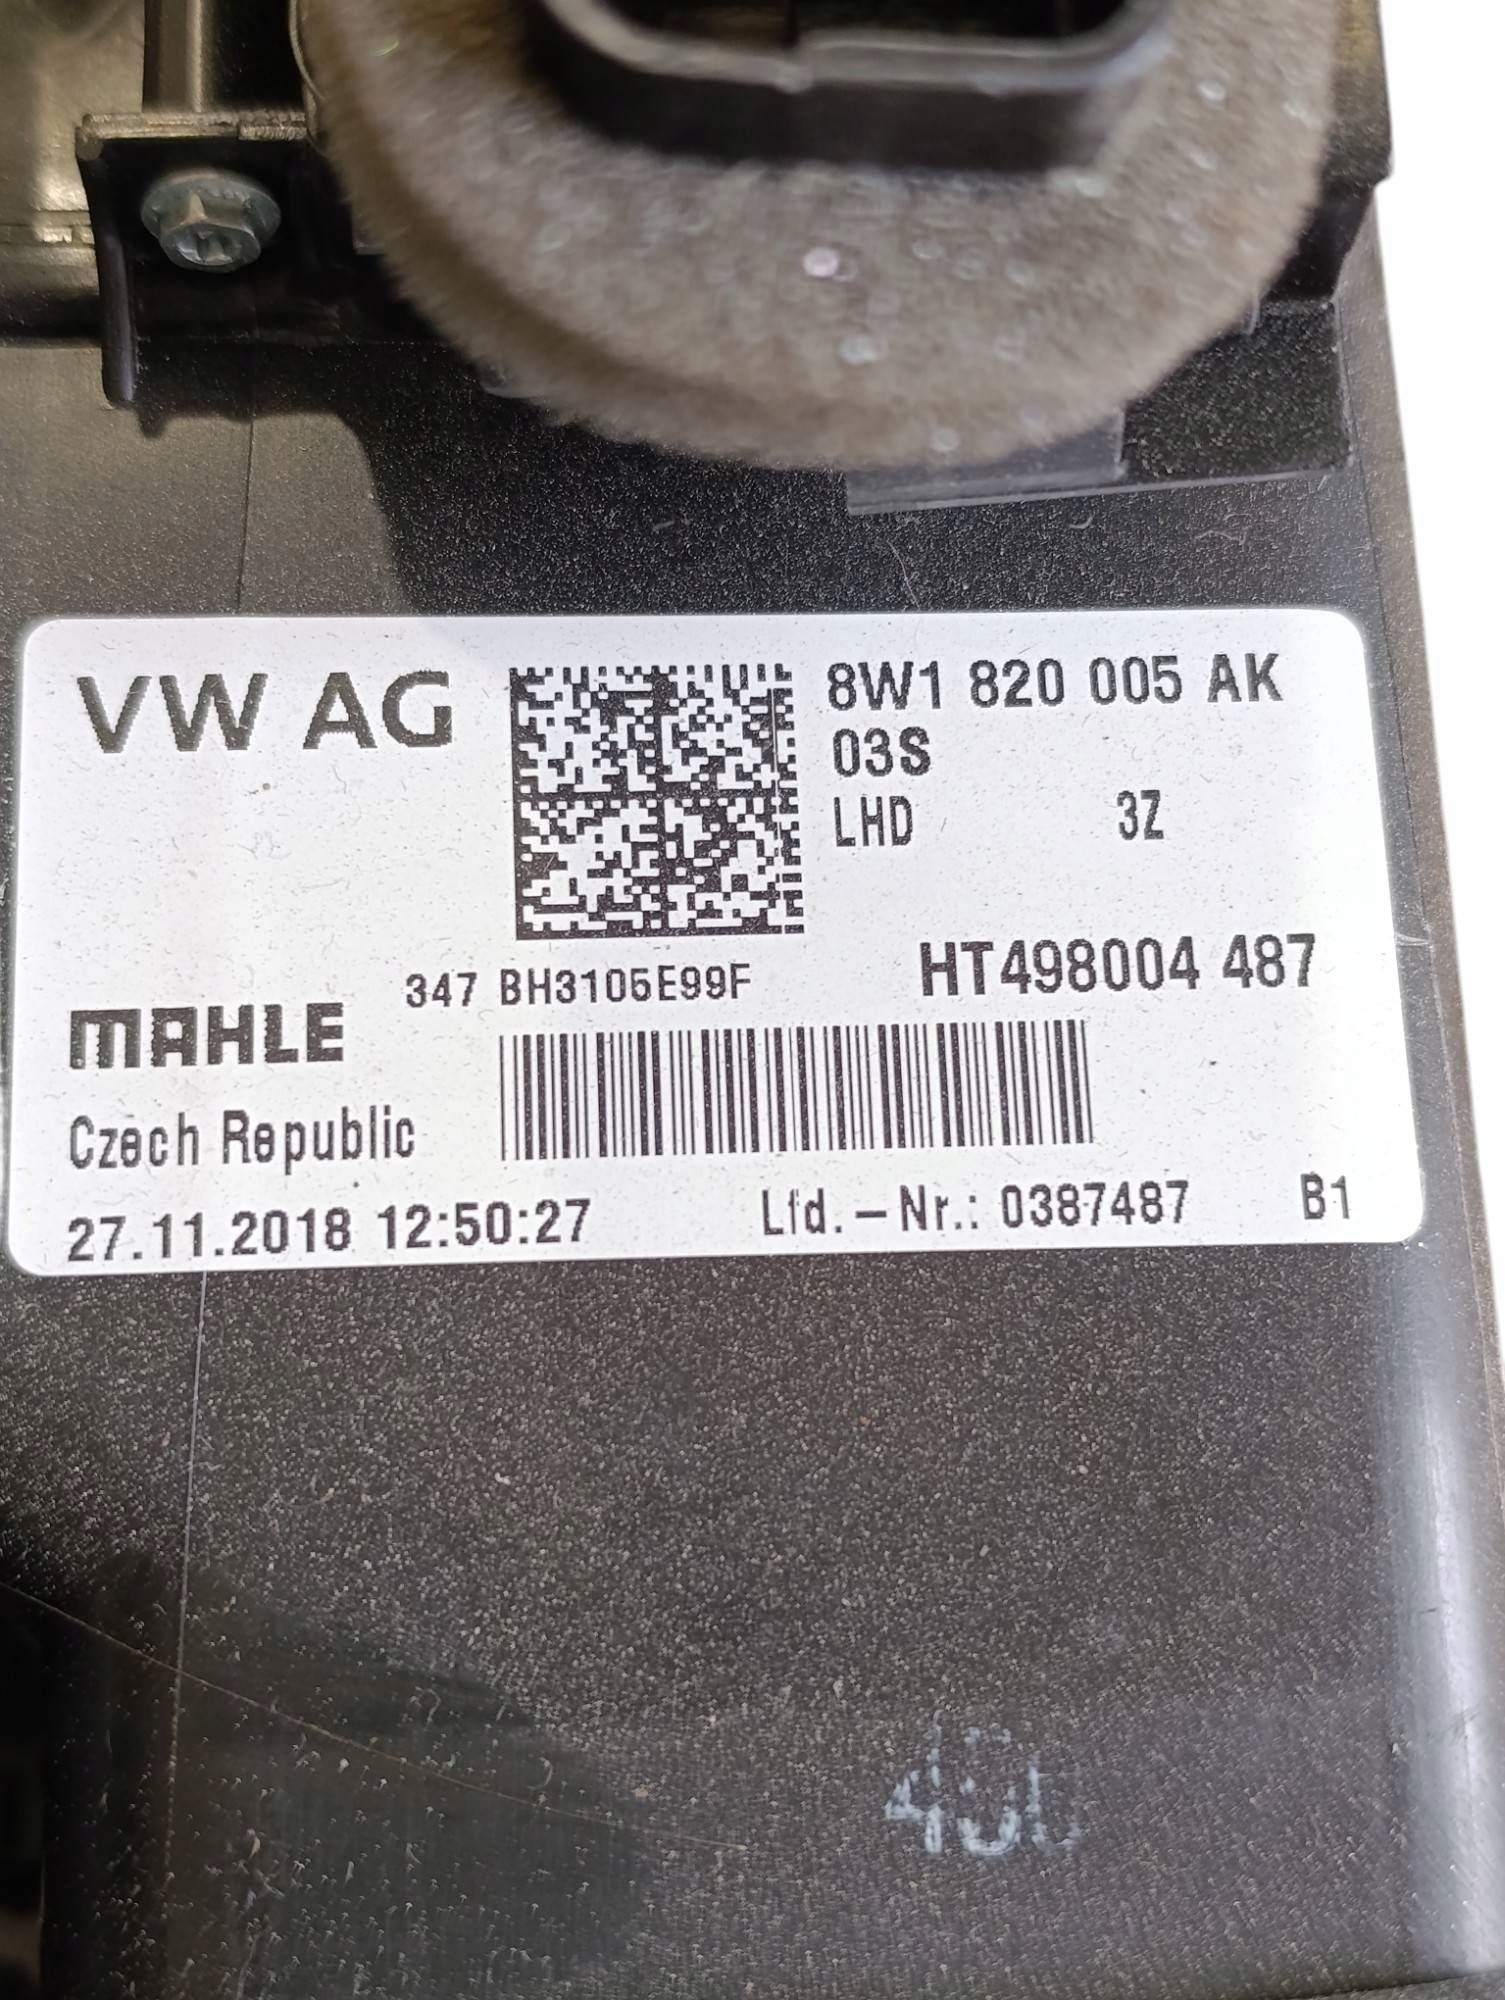 VW AG
8W1 820 005 AK
03S
LHD 3Z
347 BH3105E99F
HT498004 487
MAHLE
Czech Republic
27.11.2018 12:50:27
Lfd.-Nr.: 0387487 B1